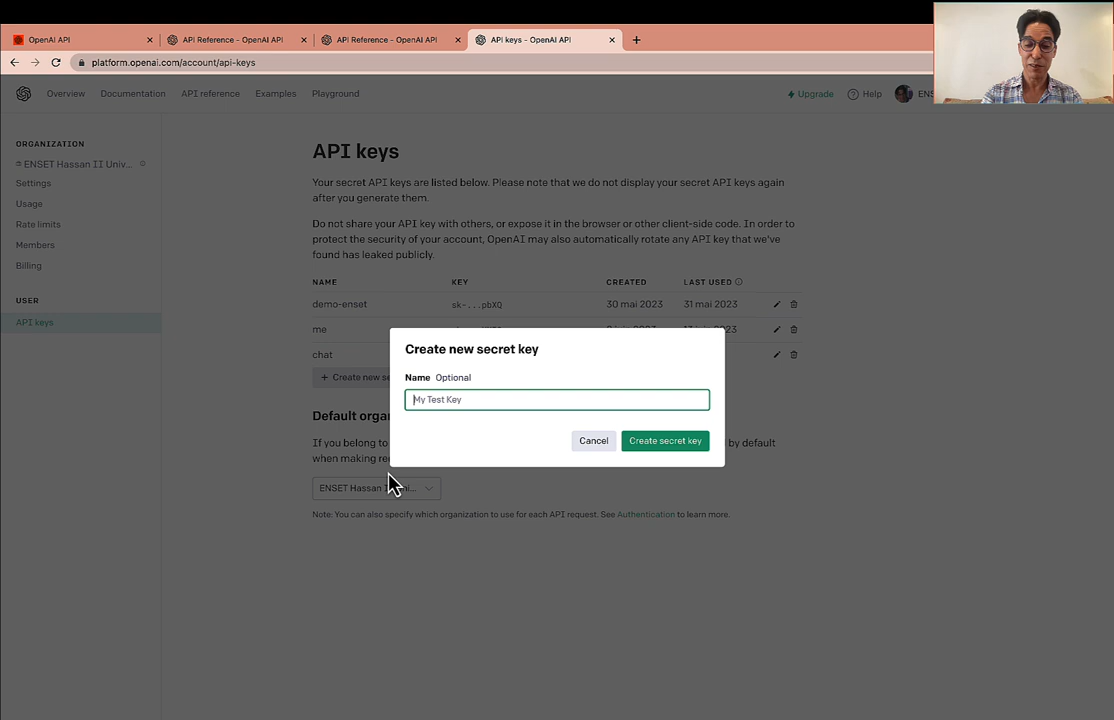 OpenAI API
API Reference - OpenAI API
API Reference - OpenAI API
API keys - OpenAI API
platform.openai.com/account/api-keys
Overview
Documentation
API reference
Examples
Playground
Upgrade
Help
ENS
ORGANIZATION
ENSET Hassan II Univ...
Settings
Usage
Rate limits
Members
Billing
USER
API keys
API keys
Your secret API keys are listed below. Please note that we do not display your secret API keys again
after you generate them.
Do not share your API key with others, or expose it in the browser or other client-side code. In order to
protect the security of your account, OpenAI may also automatically rotate any API key that we've
found has leaked publicly.
NAME KEY CREATED LAST USED
demo-enset sk-...pbXQ 30 mai 2023 31 mai 2023
me
chat
+ Create new se
Create new secret key
Name Optional
My Test Key
Cancel
Create secret key
Default orga
If you belong to by default
when making re
ENSET Hassan
Note: You can also specify which organization to use for each API request. See Authentication to learn more.